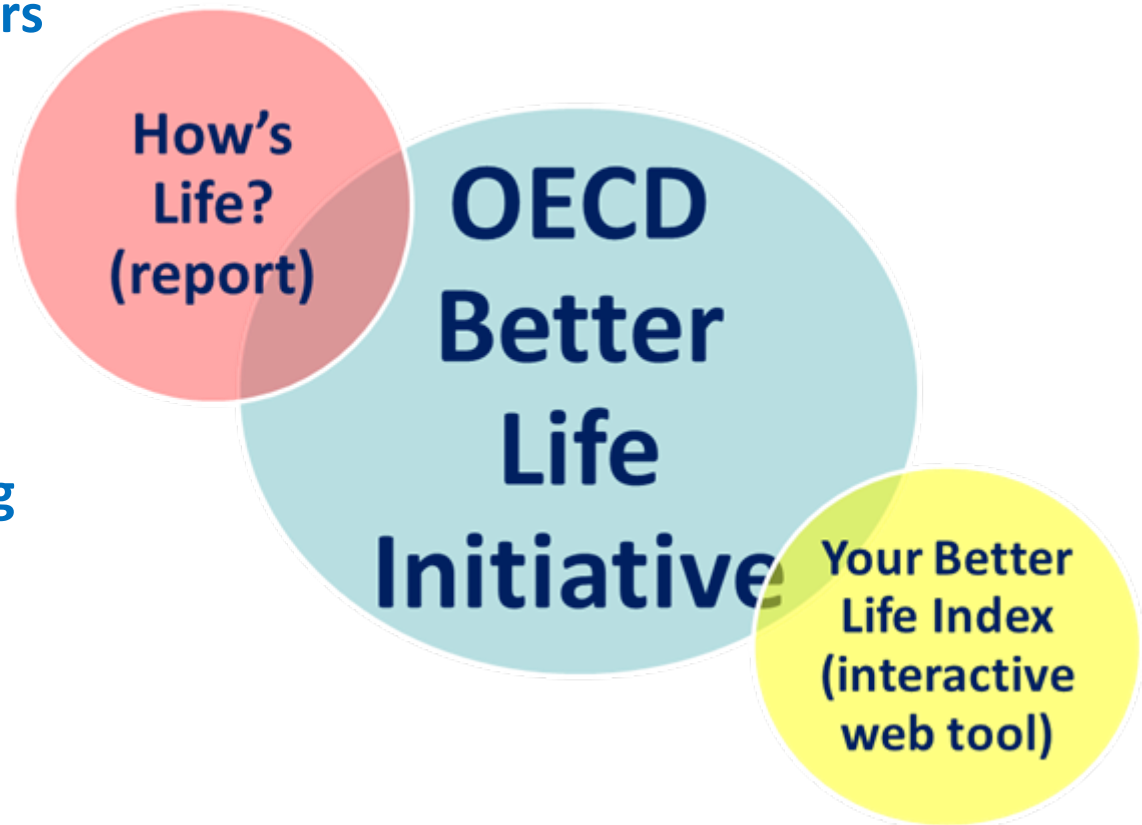 rs
How’s
Life?
(report)
OECD
Better
Life
Initiative
g
Your Better
Life Index
(interactive
web tool)